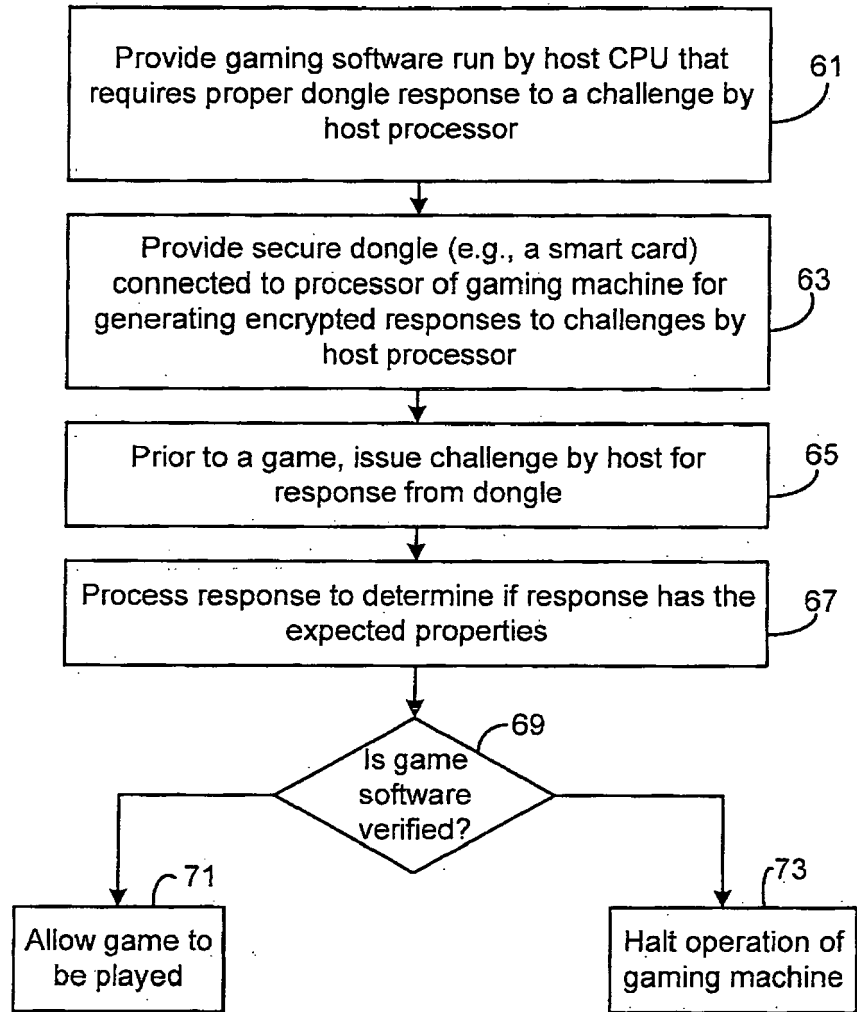 Provide gaming software run by host CPU that
requires proper dongle response to a challenge by
host processor
61
Provide secure dongle (e.g., a smart card)
connected to processor of gaming machine for
generating encrypted responses to challenges by
host processor
63
Prior to a game, issue challenge by host for
response from dongle
65
Process response to determine if response has the
expected properties
67
69
Is game
software
verified?
71
Allow game to
be played
73
Halt operation of
gaming machine